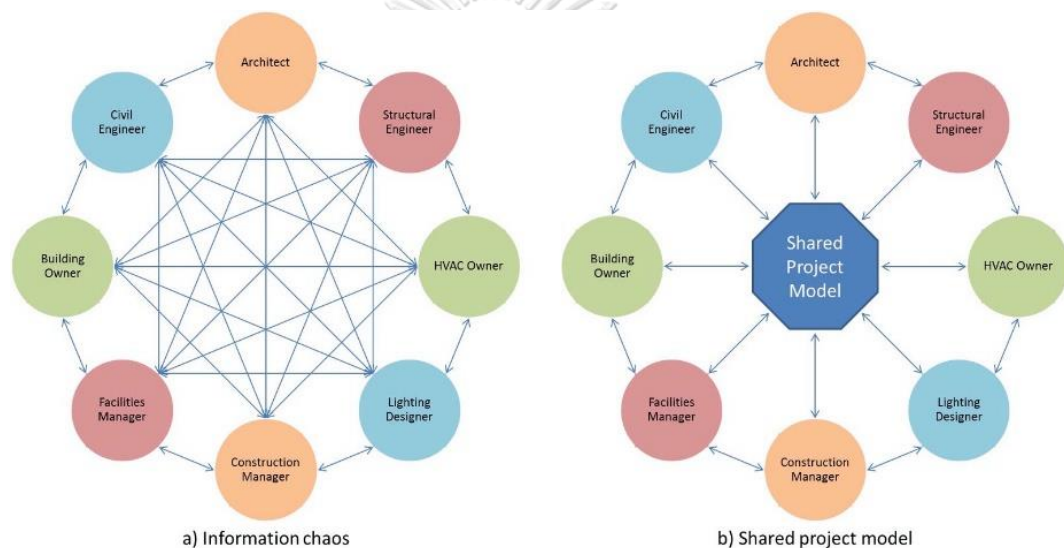 Architect
Civil
Engineer
Structural
Engineer
Building
Owner
HVAC Owner
Facilities
Manager
Lighting
Designer
Construction
Manager
a) Information chaos
Architect
Civil
Engineer
Structural
Engineer
Building
Owner
Shared
Project
Model
HVAC Owner
Facilities
Manager
Lighting
Designer
Construction
Manager
b) Shared project model